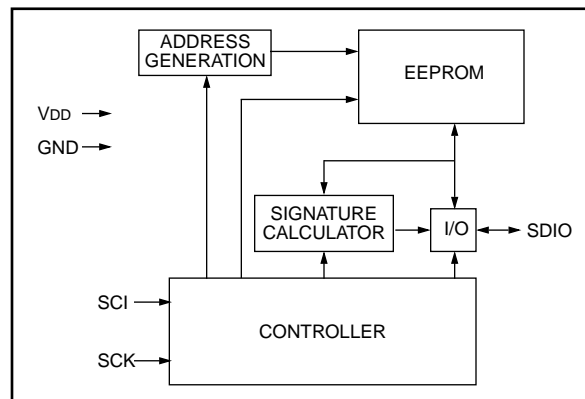 ADDRESS
GENERATION
EEPROM
VDD
GND
SIGNATURE
CALCULATOR
I/O
SDIO
SCI
CONTROLLER
SCK